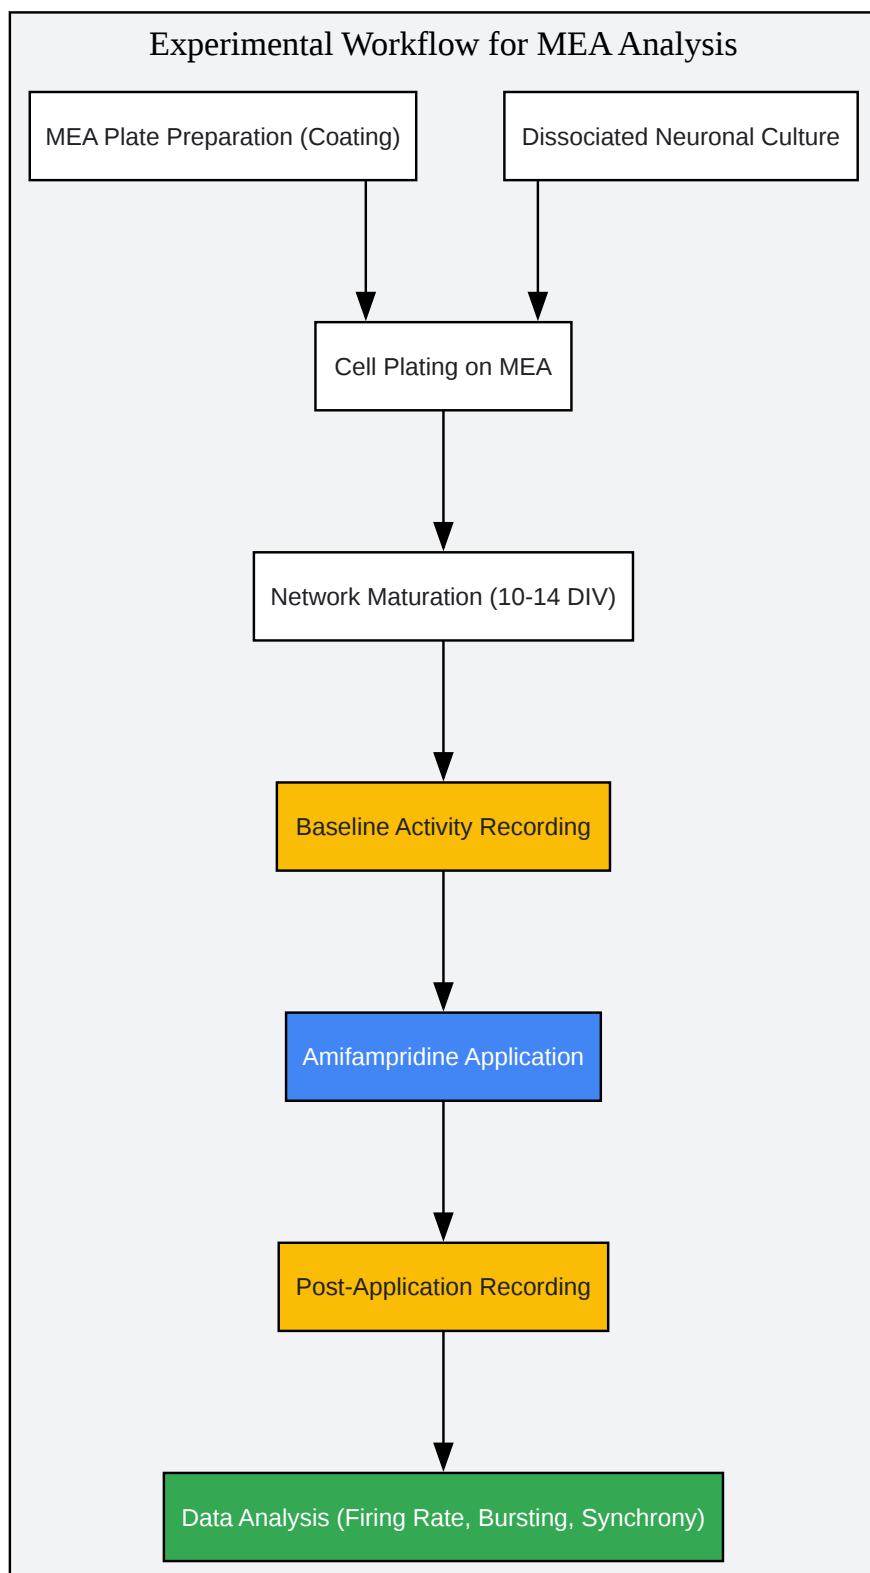 Experimental Workflow for MEA Analysis
MEA Plate Preparation (Coating)
Dissociated Neuronal Culture
Cell Plating on MEA
Network Maturation (10-14 DIV)
Baseline Activity Recording
Amifampridine Application
Post-Application Recording
Data Analysis (Firing Rate, Bursting, Synchrony)